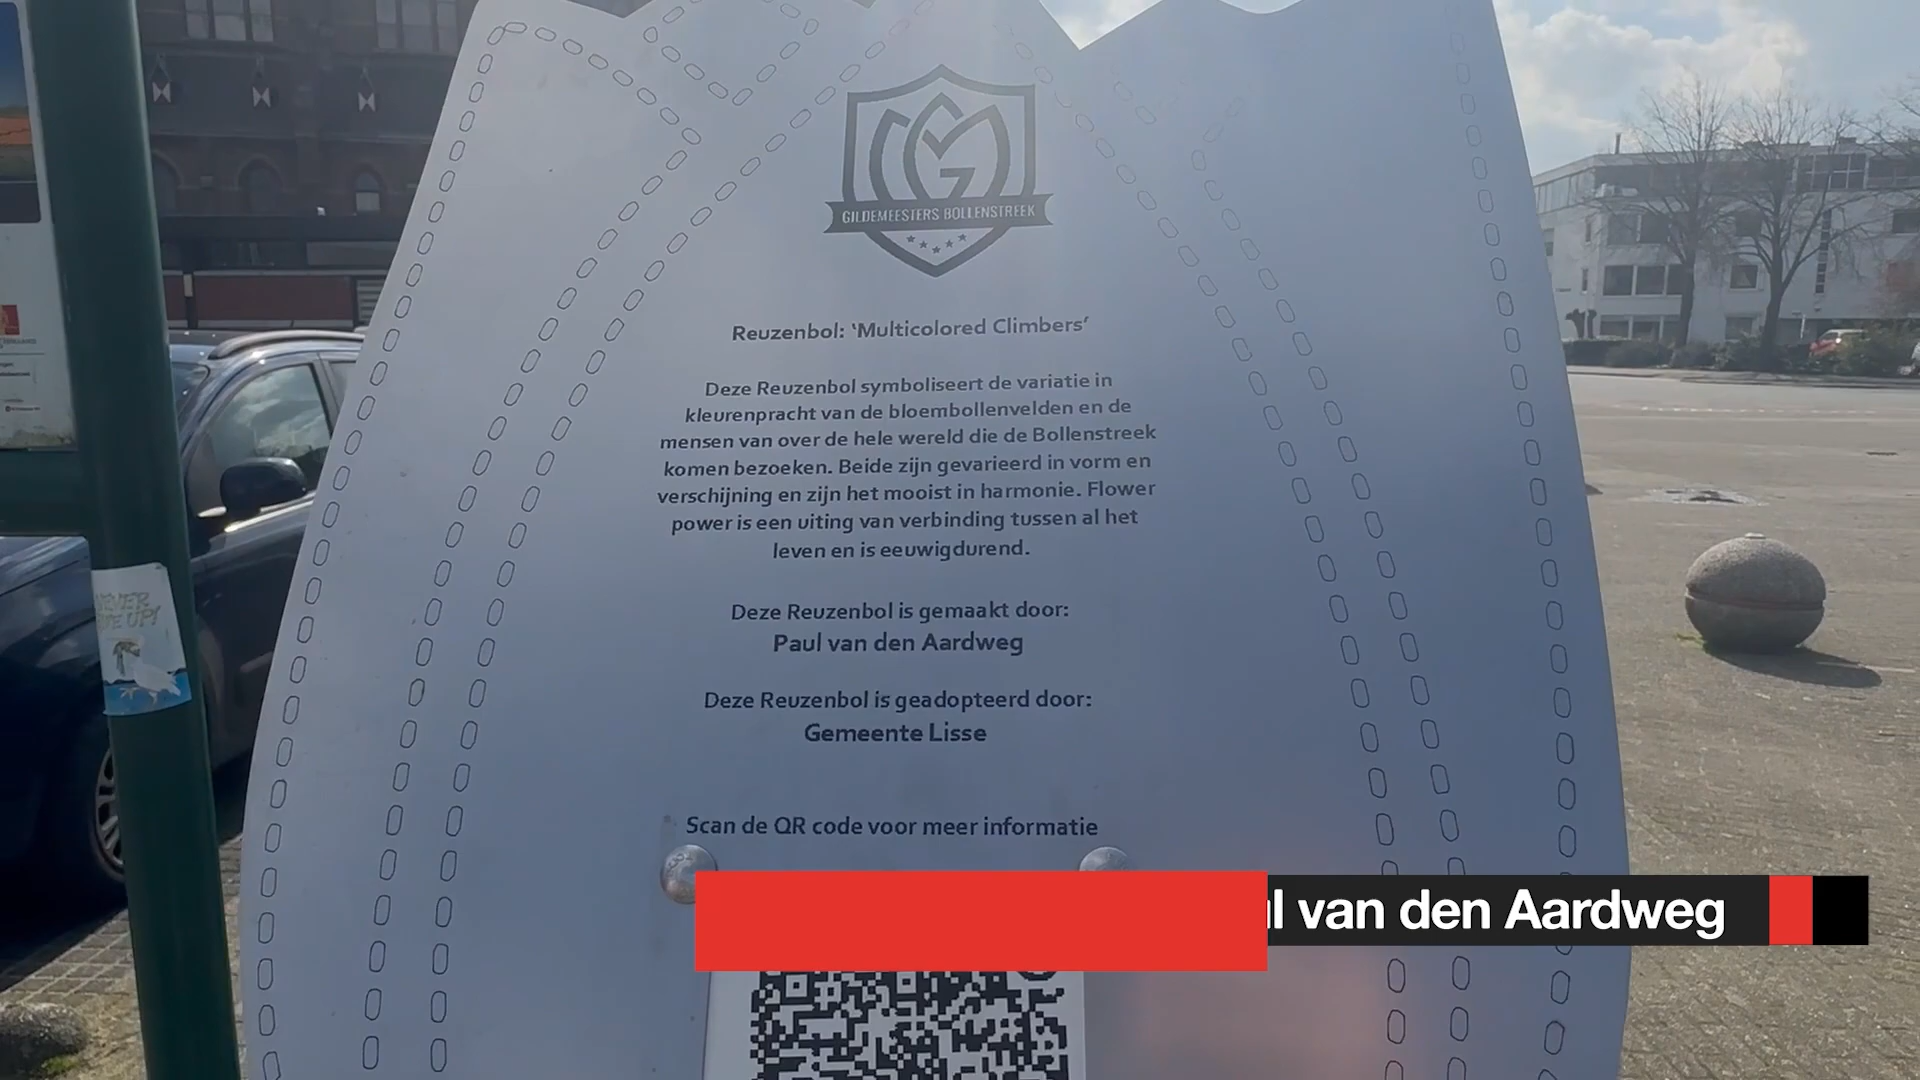 GILDEMEESTERS BOLLENSTREEK
Reuzenbol: ‘Multicolored Climbers’
Deze Reuzenbol symboliseert de variatie in
kleurenpracht van de bloembollenvelden en de
mensen van over de hele wereld die de Bollenstreek
komen bezoeken. Beide zijn gevarieerd in vorm en
verschijning en zijn het mooist in harmonie. Flower
power is een uiting van verbinding tussen al het
leven en is eeuwigdurend.
Deze Reuzenbol is gemaakt door:
Paul van den Aardweg
Deze Reuzenbol is geadopteerd door:
Gemeente Lisse
Scan de QR code voor meer informatie
van den Aardweg
UP!